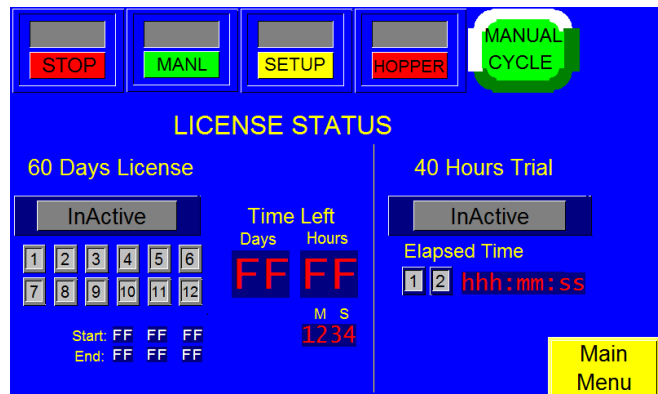 STOP MANL SETUP HOPPER MANUAL CYCLE
LICENSE STATUS
60 Days License
InActive
1 2 3 4 5 6
7 8 9 10 11 12
Start: FF FF FF
End: FF FF FF
Time Left
Days Hours
FF FF
M S
1234
40 Hours Trial
InActive
Elapsed Time
1 2 hhh:mm:ss
Main
Menu